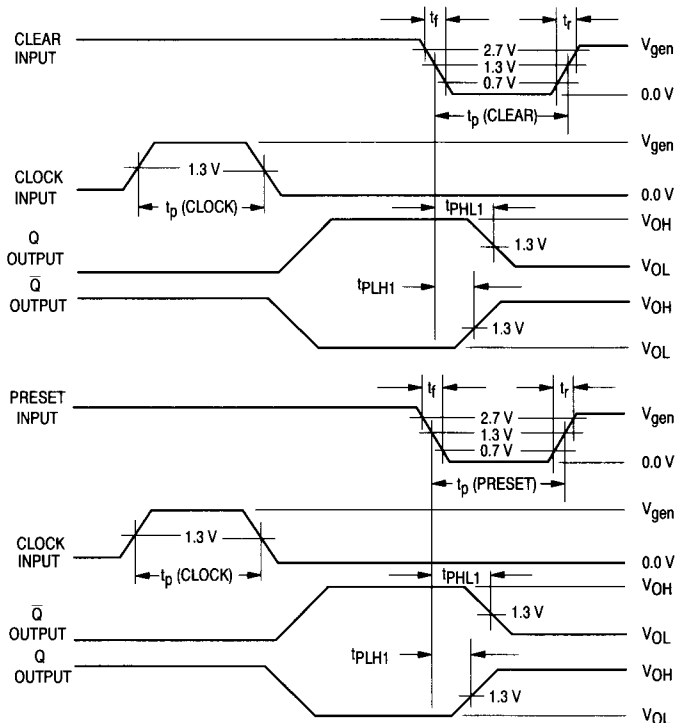 tf
tr
CLEAR
INPUT
2.7 V
1.3 V
0.7 V
Vgen
0.0 V
tp (CLEAR)
Vgen
CLOCK
INPUT
1.3 V
tp (CLOCK)
0.0 V
tPHL1
Q
OUTPUT
VOH
1.3 V
VOL
Q̅
OUTPUT
tPLH1
VOH
1.3 V
VOL
tf
tr
PRESET
INPUT
2.7 V
1.3 V
0.7 V
Vgen
0.0 V
tp (PRESET)
Vgen
CLOCK
INPUT
1.3 V
tp (CLOCK)
0.0 V
tPHL1
Q̅
OUTPUT
VOH
1.3 V
VOL
Q
OUTPUT
tPLH1
VOH
1.3 V
VOL